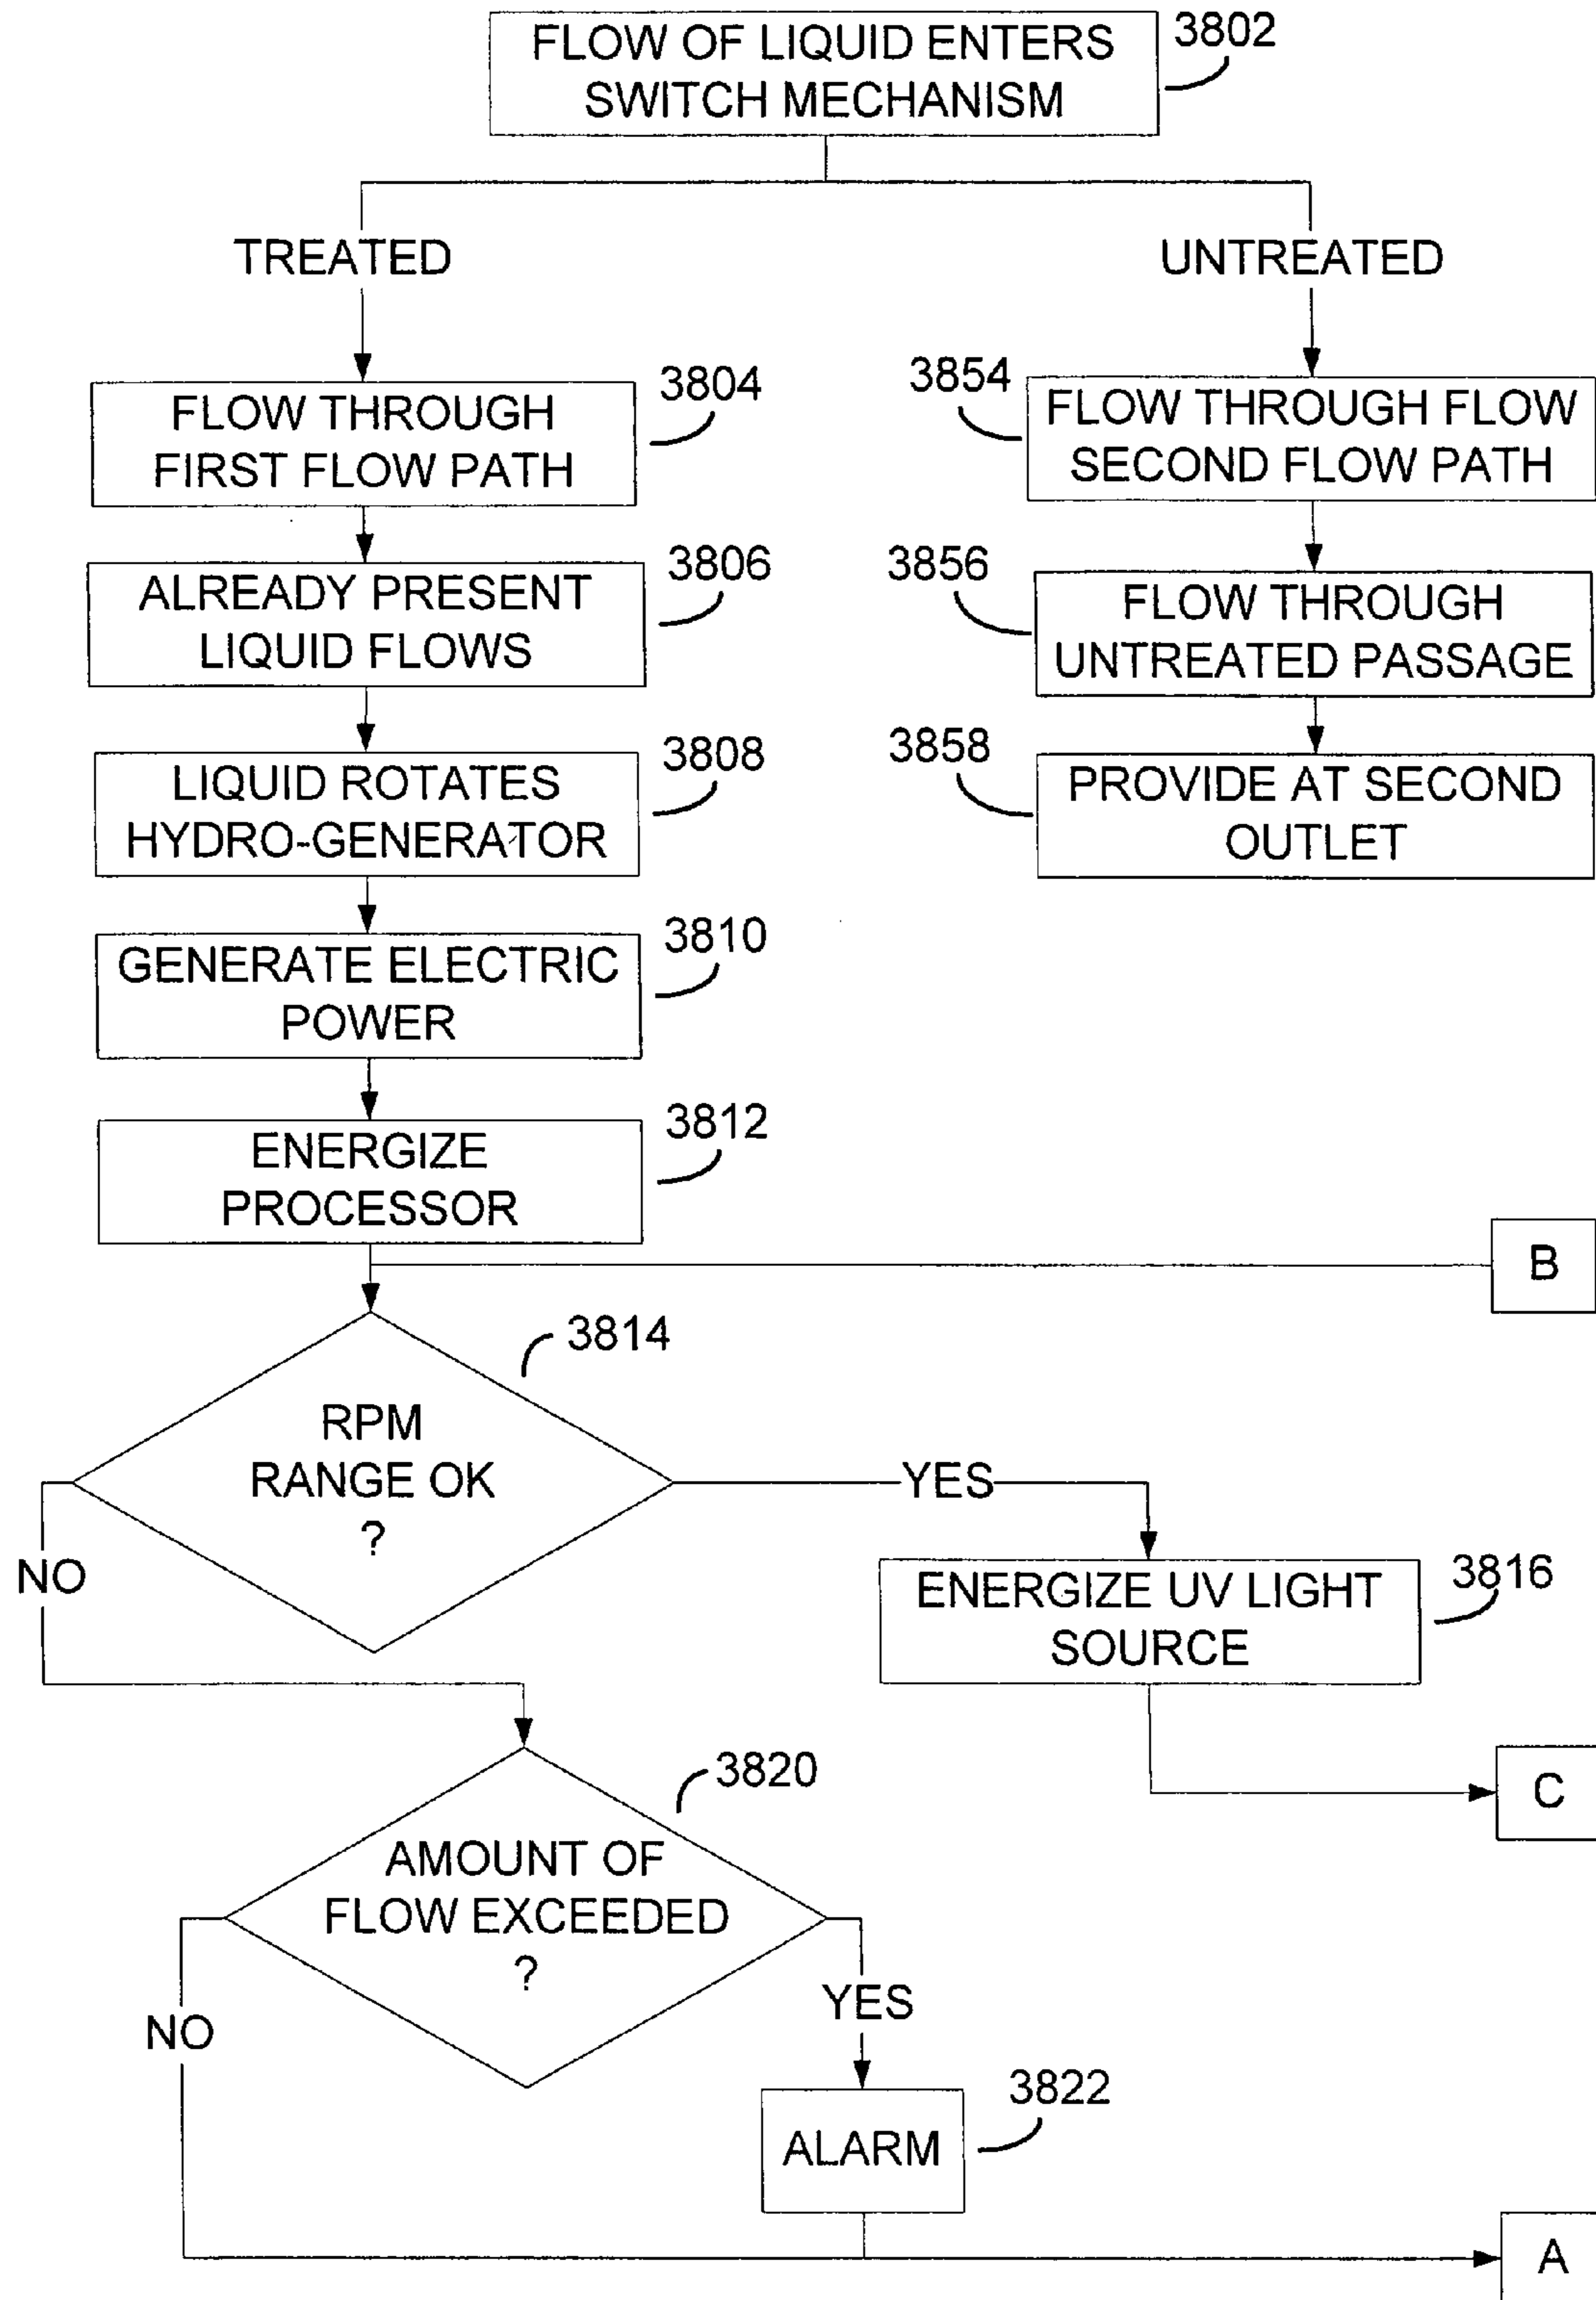 FLOW OF LIQUID ENTERS
SWITCH MECHANISM
3802
TREATED
UNTREATED
3804
FLOW THROUGH
FIRST FLOW PATH
3854
FLOW THROUGH FLOW
SECOND FLOW PATH
3806
ALREADY PRESENT
LIQUID FLOWS
3856
FLOW THROUGH
UNTREATED PASSAGE
3808
LIQUID ROTATES
HYDRO-GENERATOR
3858
PROVIDE AT SECOND
OUTLET
3810
GENERATE ELECTRIC
POWER
3812
ENERGIZE
PROCESSOR
B
3814
RPM
RANGE OK
?
YES
NO
3816
ENERGIZE UV LIGHT
SOURCE
C
3820
AMOUNT OF
FLOW EXCEEDED
?
YES
NO
3822
ALARM
A